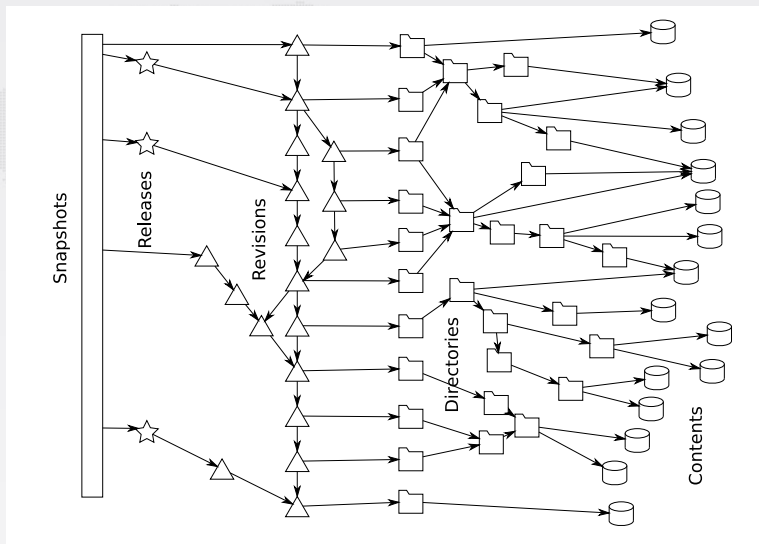 Snapshots
Releases
Revisions
Directories
Contents